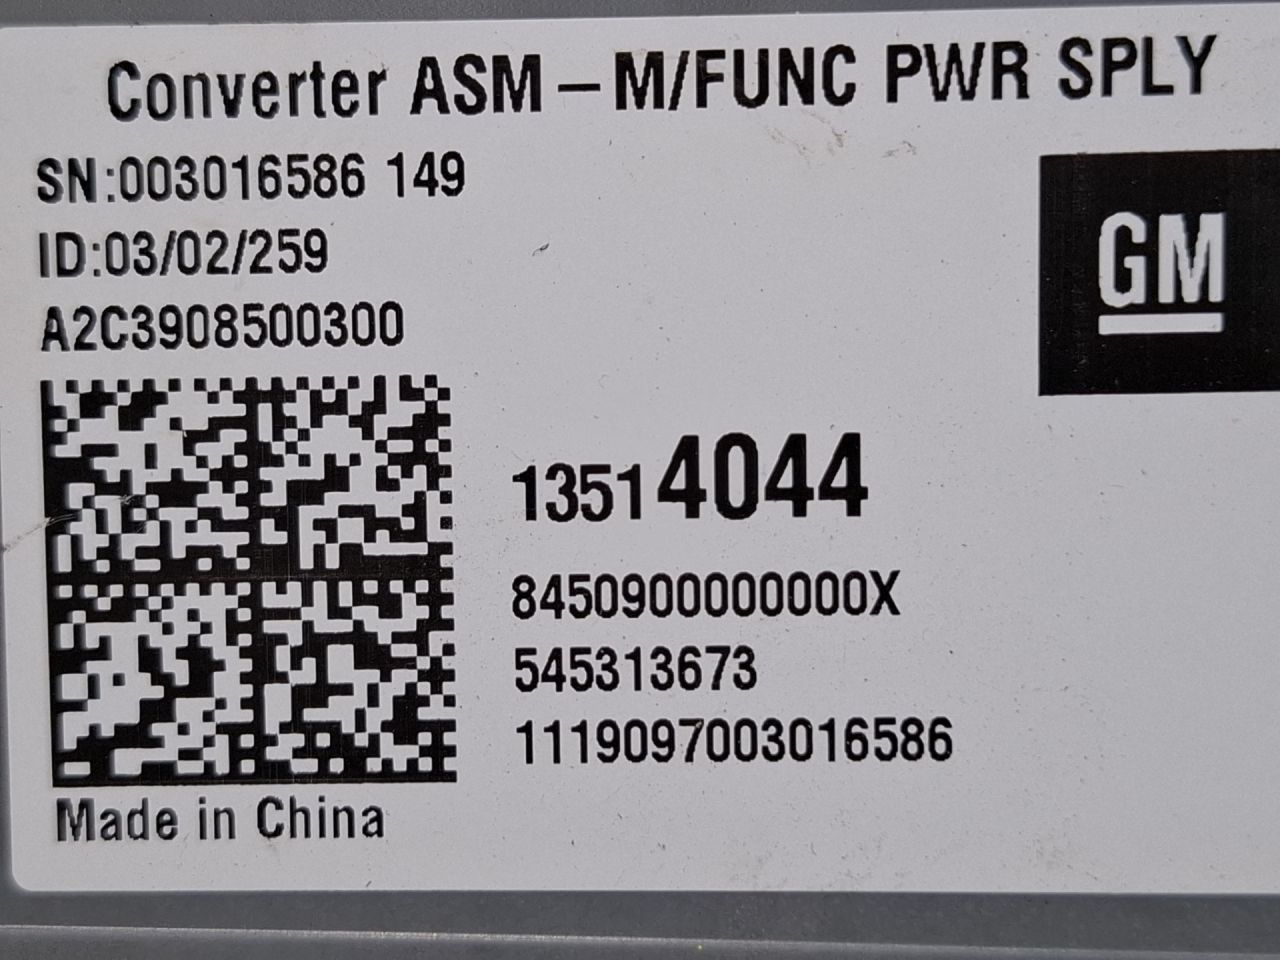 Converter ASM – M/FUNC PWR SPLY
SN:003016586 149
ID:03/02/259
A2C3908500300
GM
13514044
8450900000000X
545313673
1119097003016586
Made in China